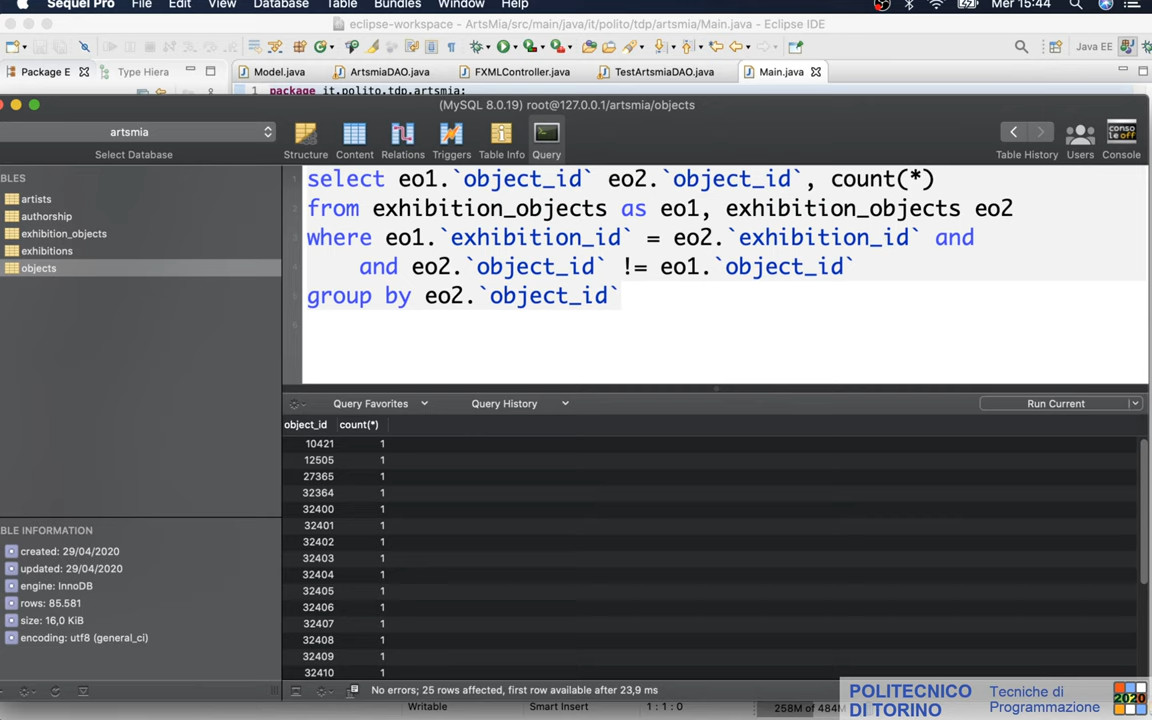 Sequel Pro File Edit View Database Table Bundles Window Help Mer 15:44
eclipse-workspace - ArtsMia/src/main/java/it/polito/tdp/artsmia/Main.java - Eclipse IDE
Java EE
Package E Type Hiera Model.java ArtsmiaDAO.java FXMLController.java TestArtsmiaDAO.java Main.java
1 package it.polito.tdp.artsmia;
(MySQL 8.0.19) root@127.0.0.1/artsmia/objects
artsmia
Select Database Structure Content Relations Triggers Table Info Query Table History Users Console
conso
le off
BLES
artists
authorship
exhibition_objects
exhibitions
objects
select eo1.`object_id` eo2.`object_id`, count(*)
from exhibition_objects as eo1, exhibition_objects eo2
where eo1.`exhibition_id` = eo2.`exhibition_id` and
and eo2.`object_id` != eo1.`object_id`
group by eo2.`object_id`
Query Favorites Query History Run Current
object_id count(*)
10421 1
12505 1
27365 1
32364 1
32400 1
32401 1
32402 1
32403 1
32404 1
32405 1
32406 1
32407 1
32408 1
32409 1
32410 1
BLE INFORMATION
created: 29/04/2020
updated: 29/04/2020
engine: InnoDB
rows: 85.581
size: 16,0 KiB
encoding: utf8 (general_ci)
No errors; 25 rows affected, first row available after 23,9 ms
Writable Smart Insert 1 : 1 : 0 258M of 484M
POLITECNICO
DI TORINO
Tecniche di
Programmazione
2020